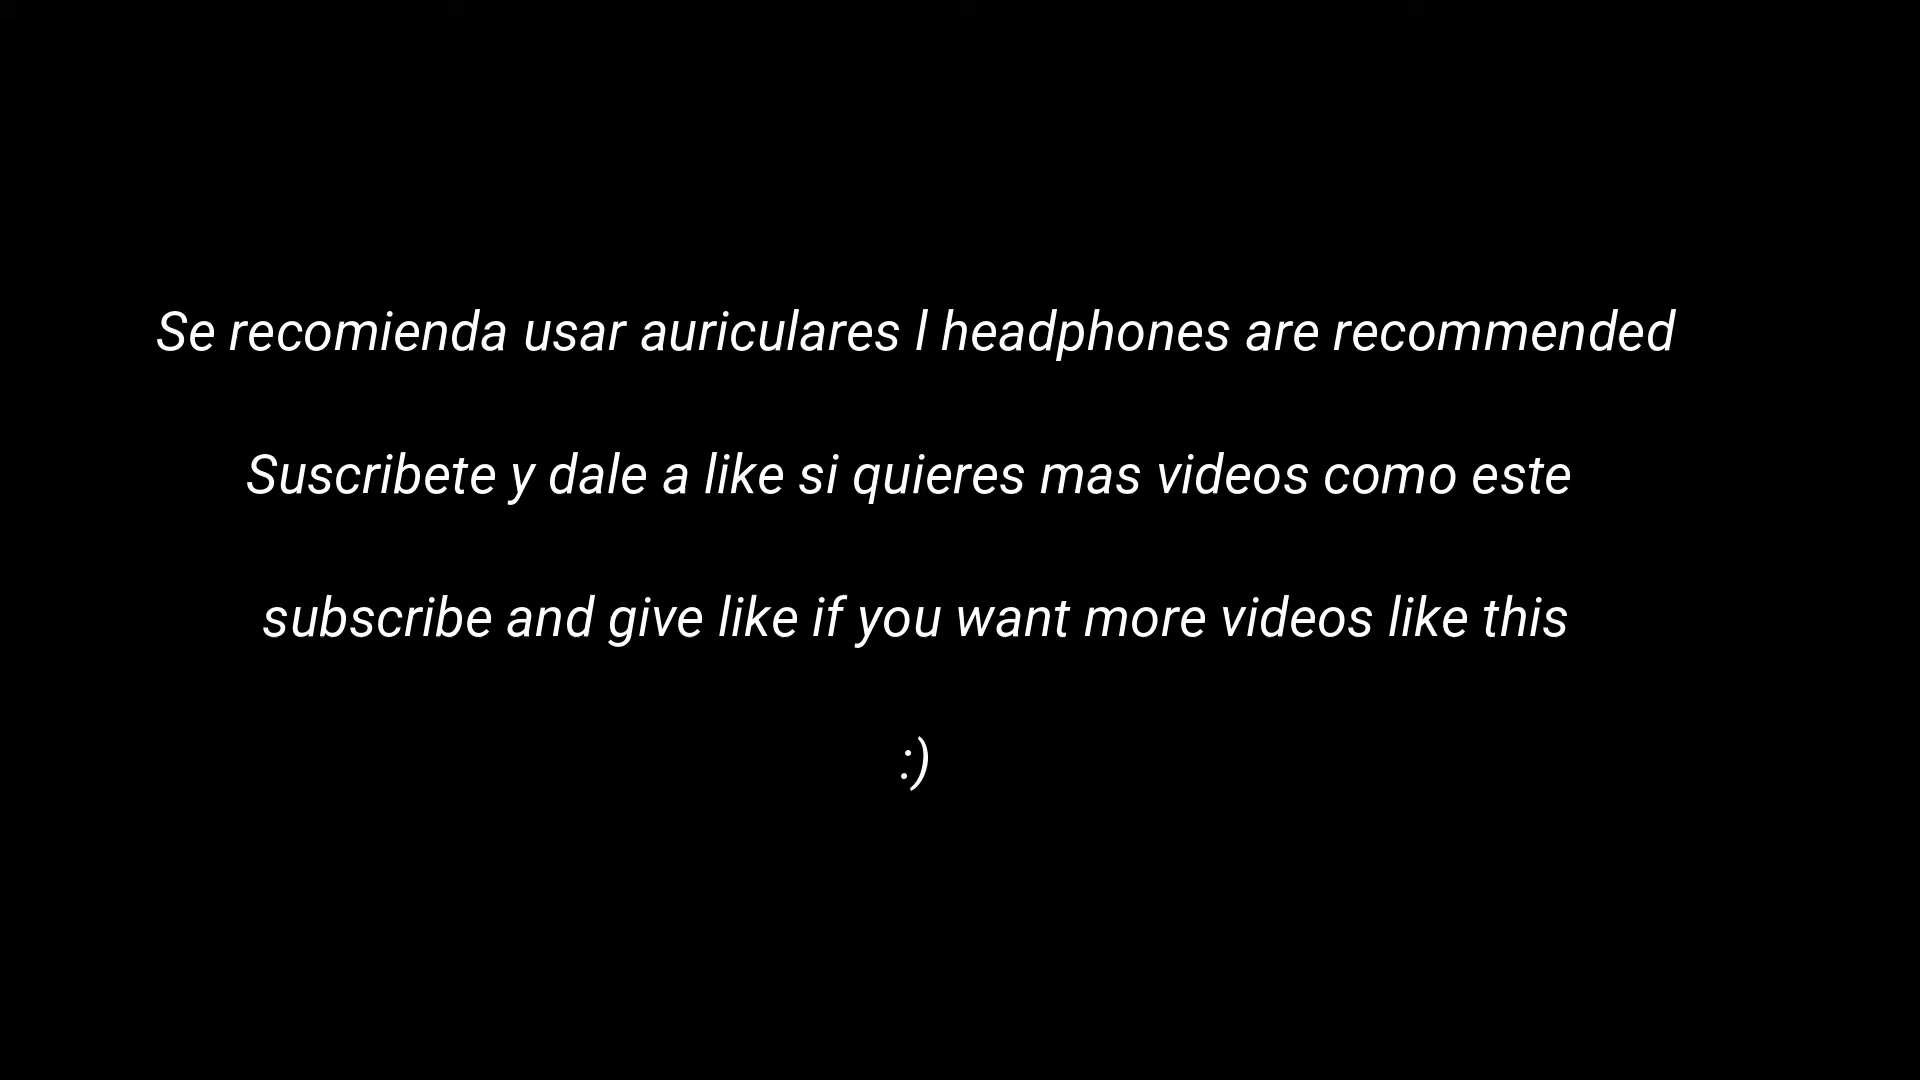 Se recomienda usar auriculares l headphones are recommended
Suscribete y dale a like si quieres mas videos como este
subscribe and give like if you want more videos like this
:)